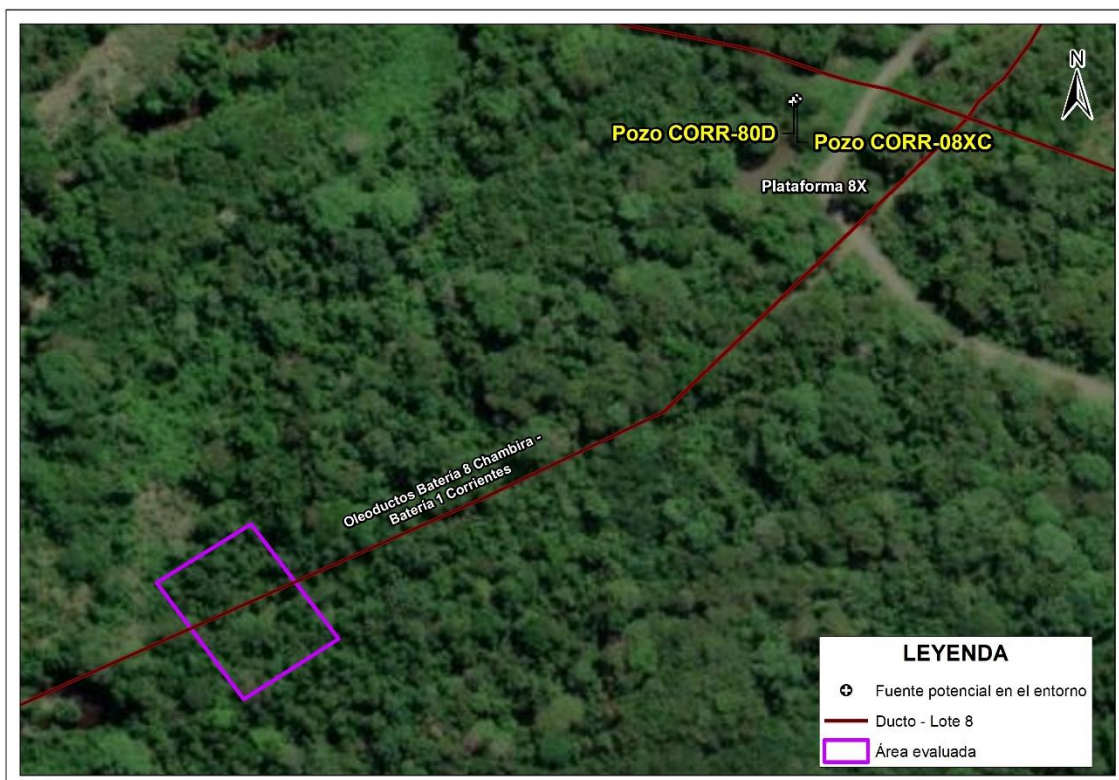 N
Pozo CORR-80D
Pozo CORR-08XC
Plataforma 8X
Oleoductos Batería 8 Chambira -
Batería 1 Corrientes
LEYENDA
Fuente potencial en el entorno
Ducto - Lote 8
Área evaluada